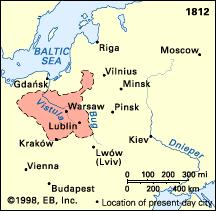 1812
BALTIC
SEA
Riga
Moscow
Vilnius
Minsk
Gdańsk
Vistula
Warsaw
Bug
Pinsk
Lublin
Kiev
Dnieper
Kraków
Lwów
(Lviv)
Vienna
Budapest
0 100 200 300 mi
0 200 400 km
©1998, EB, Inc.
• Location of present-day city